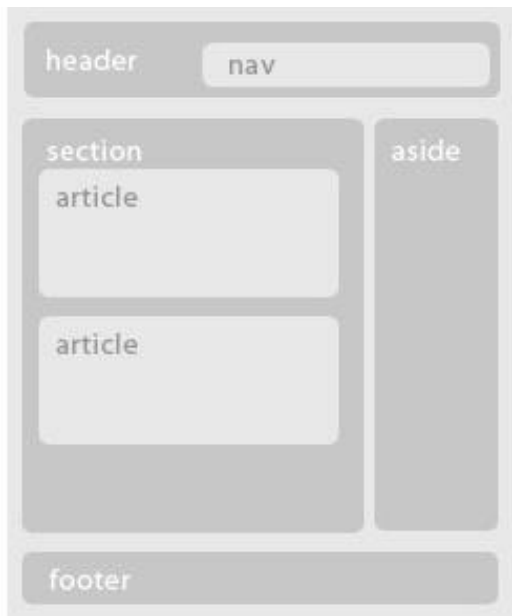 header
nav
section
aside
article
article
footer